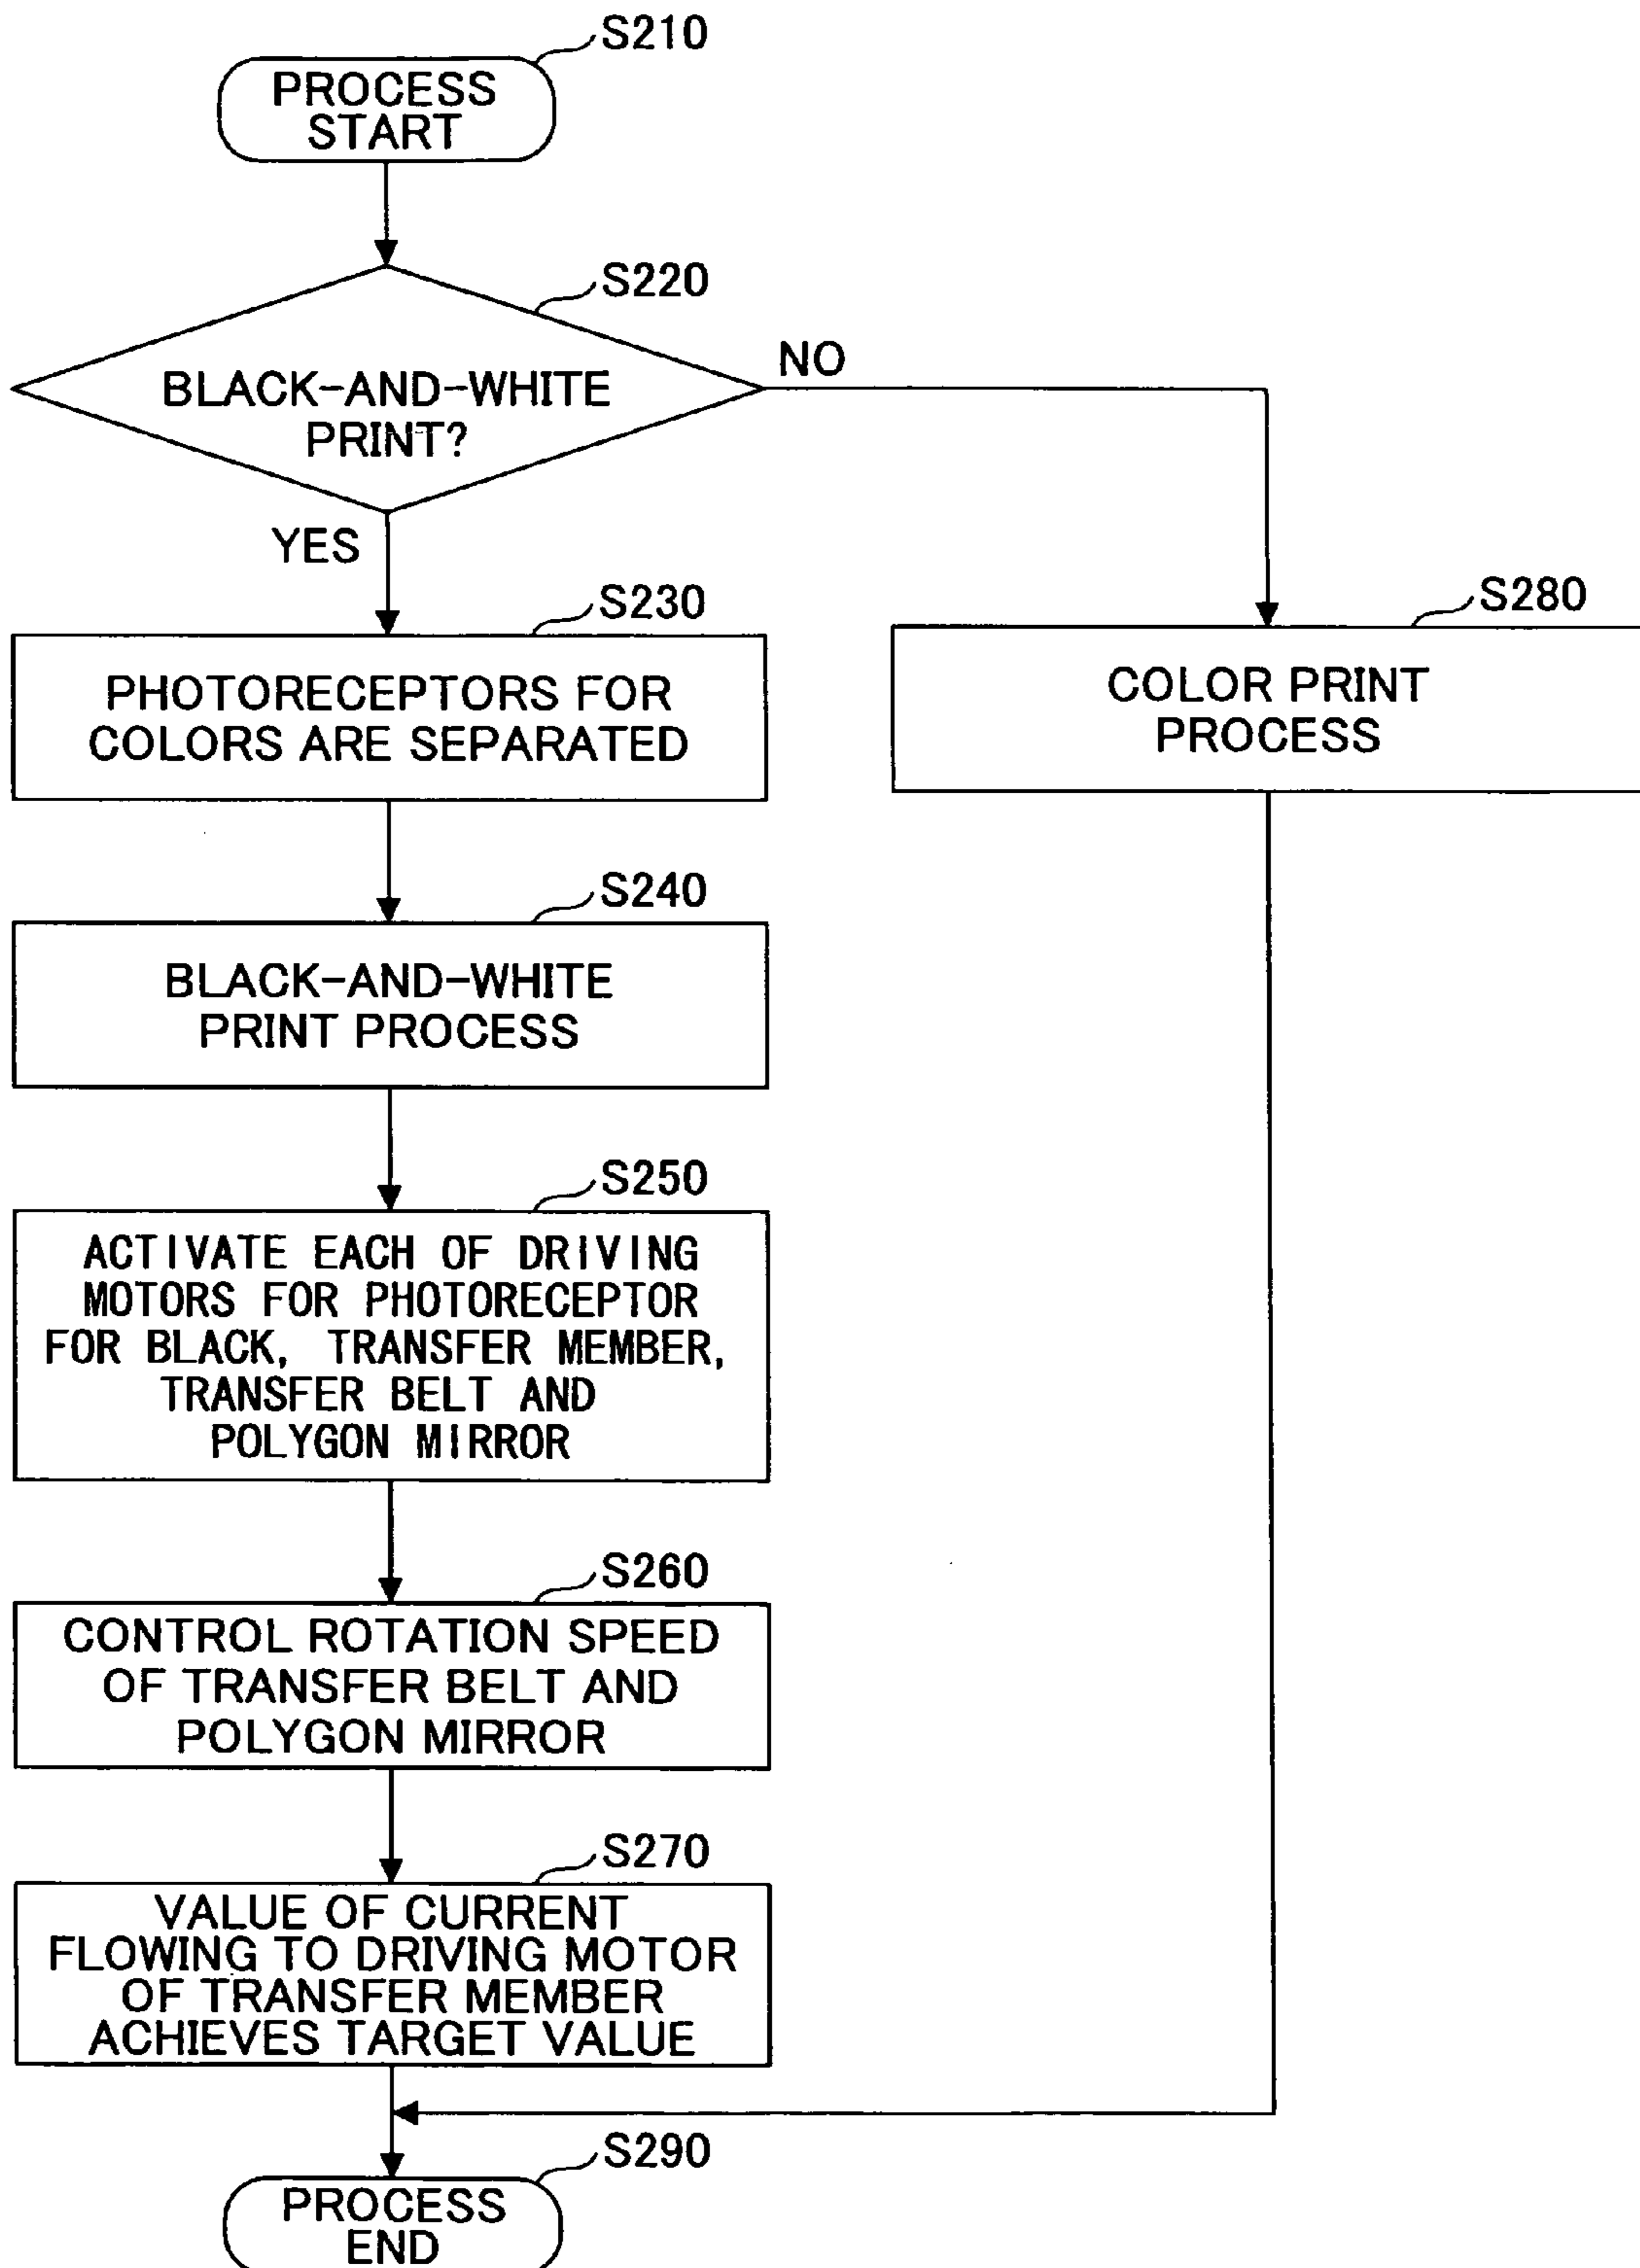 S210
PROCESS
START
S220
BLACK-AND-WHITE
PRINT?
NO
YES
S230
PHOTORECEPTORS FOR
COLORS ARE SEPARATED
S280
COLOR PRINT
PROCESS
S240
BLACK-AND-WHITE
PRINT PROCESS
S250
ACTIVATE EACH OF DRIVING
MOTORS FOR PHOTORECEPTOR
FOR BLACK, TRANSFER MEMBER,
TRANSFER BELT AND
POLYGON MIRROR
S260
CONTROL ROTATION SPEED
OF TRANSFER BELT AND
POLYGON MIRROR
S270
VALUE OF CURRENT
FLOWING TO DRIVING MOTOR
OF TRANSFER MEMBER
ACHIEVES TARGET VALUE
S290
PROCESS
END